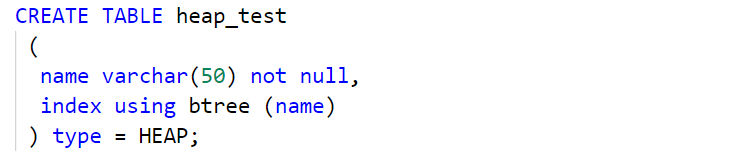 CREATE TABLE heap_test
(
name varchar(50) not null,
index using btree (name)
) type = HEAP;